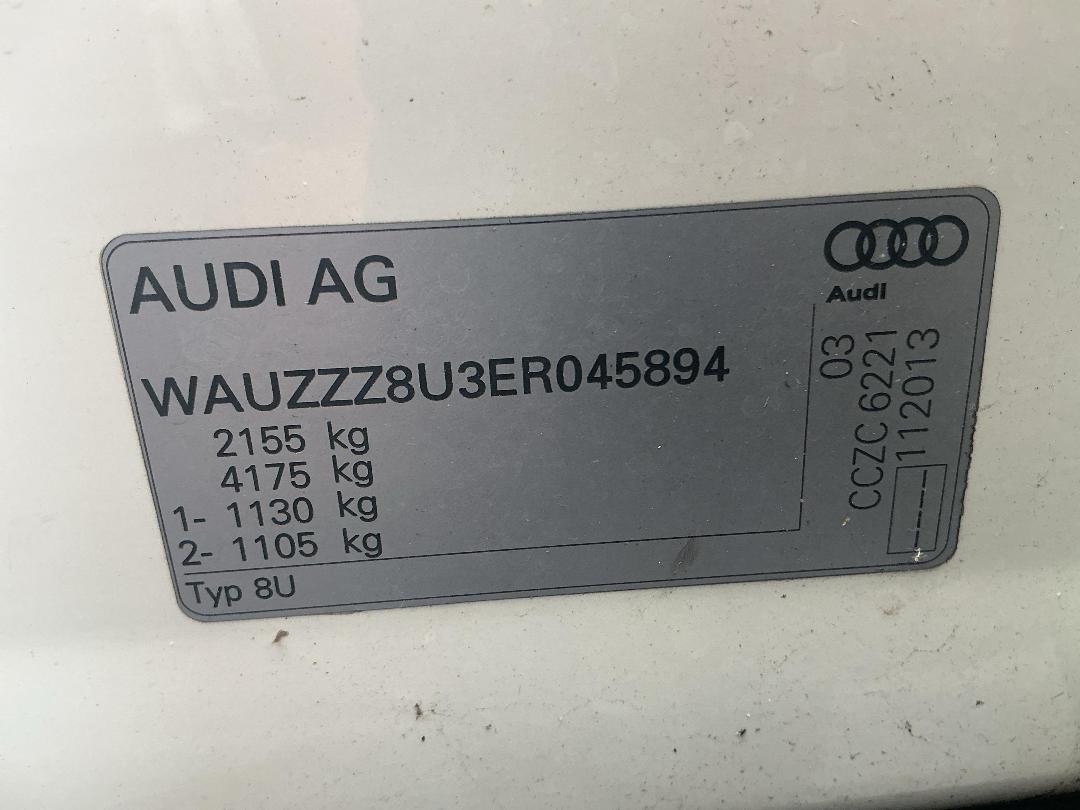 AUDI AG
Audi
WAUZZZ8U3ER045894
2155 kg
4175 kg
1- 1130 kg
2- 1105 kg
Typ 8U
03
CCZC 6221
112013
-----